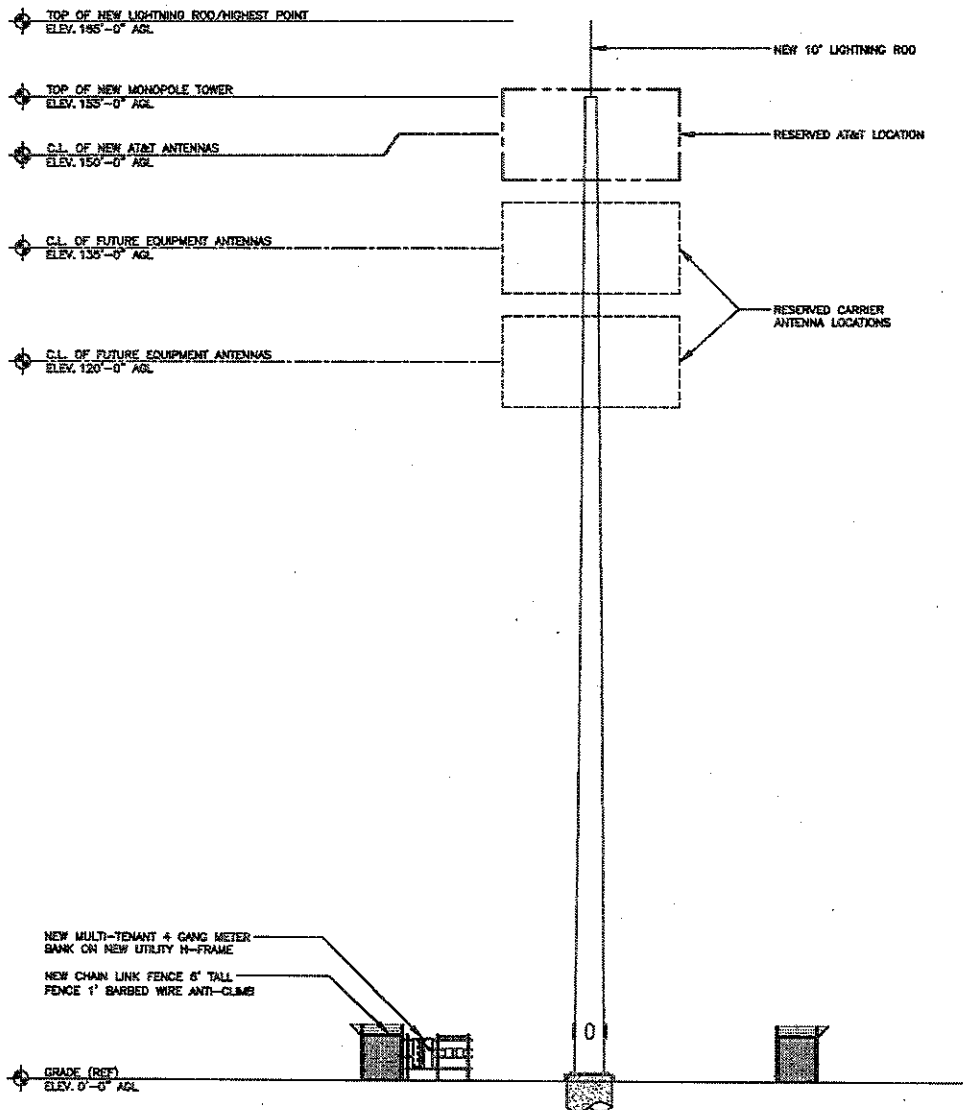 TOP OF NEW LIGHTNING ROD/HIGHEST POINT
ELEV. 165'-0" AGL
NEW 10' LIGHTNING ROD
TOP OF NEW MONOPOLE TOWER
ELEV. 155'-0" AGL
RESERVED AT&T LOCATION
C.L. OF NEW AT&T ANTENNAS
ELEV. 150'-0" AGL
C.L. OF FUTURE EQUIPMENT ANTENNAS
ELEV. 135'-0" AGL
RESERVED CARRIER
ANTENNA LOCATIONS
C.L. OF FUTURE EQUIPMENT ANTENNAS
ELEV. 120'-0" AGL
NEW MULTI-TENANT 4 GANG METER
BANK ON NEW UTILITY H-FRAME
NEW CHAIN LINK FENCE TALL
FENCE 1' BARBED WIRE ANTI-CLIMB
GRADE (REF)
ELEV. 0'-0" AGL